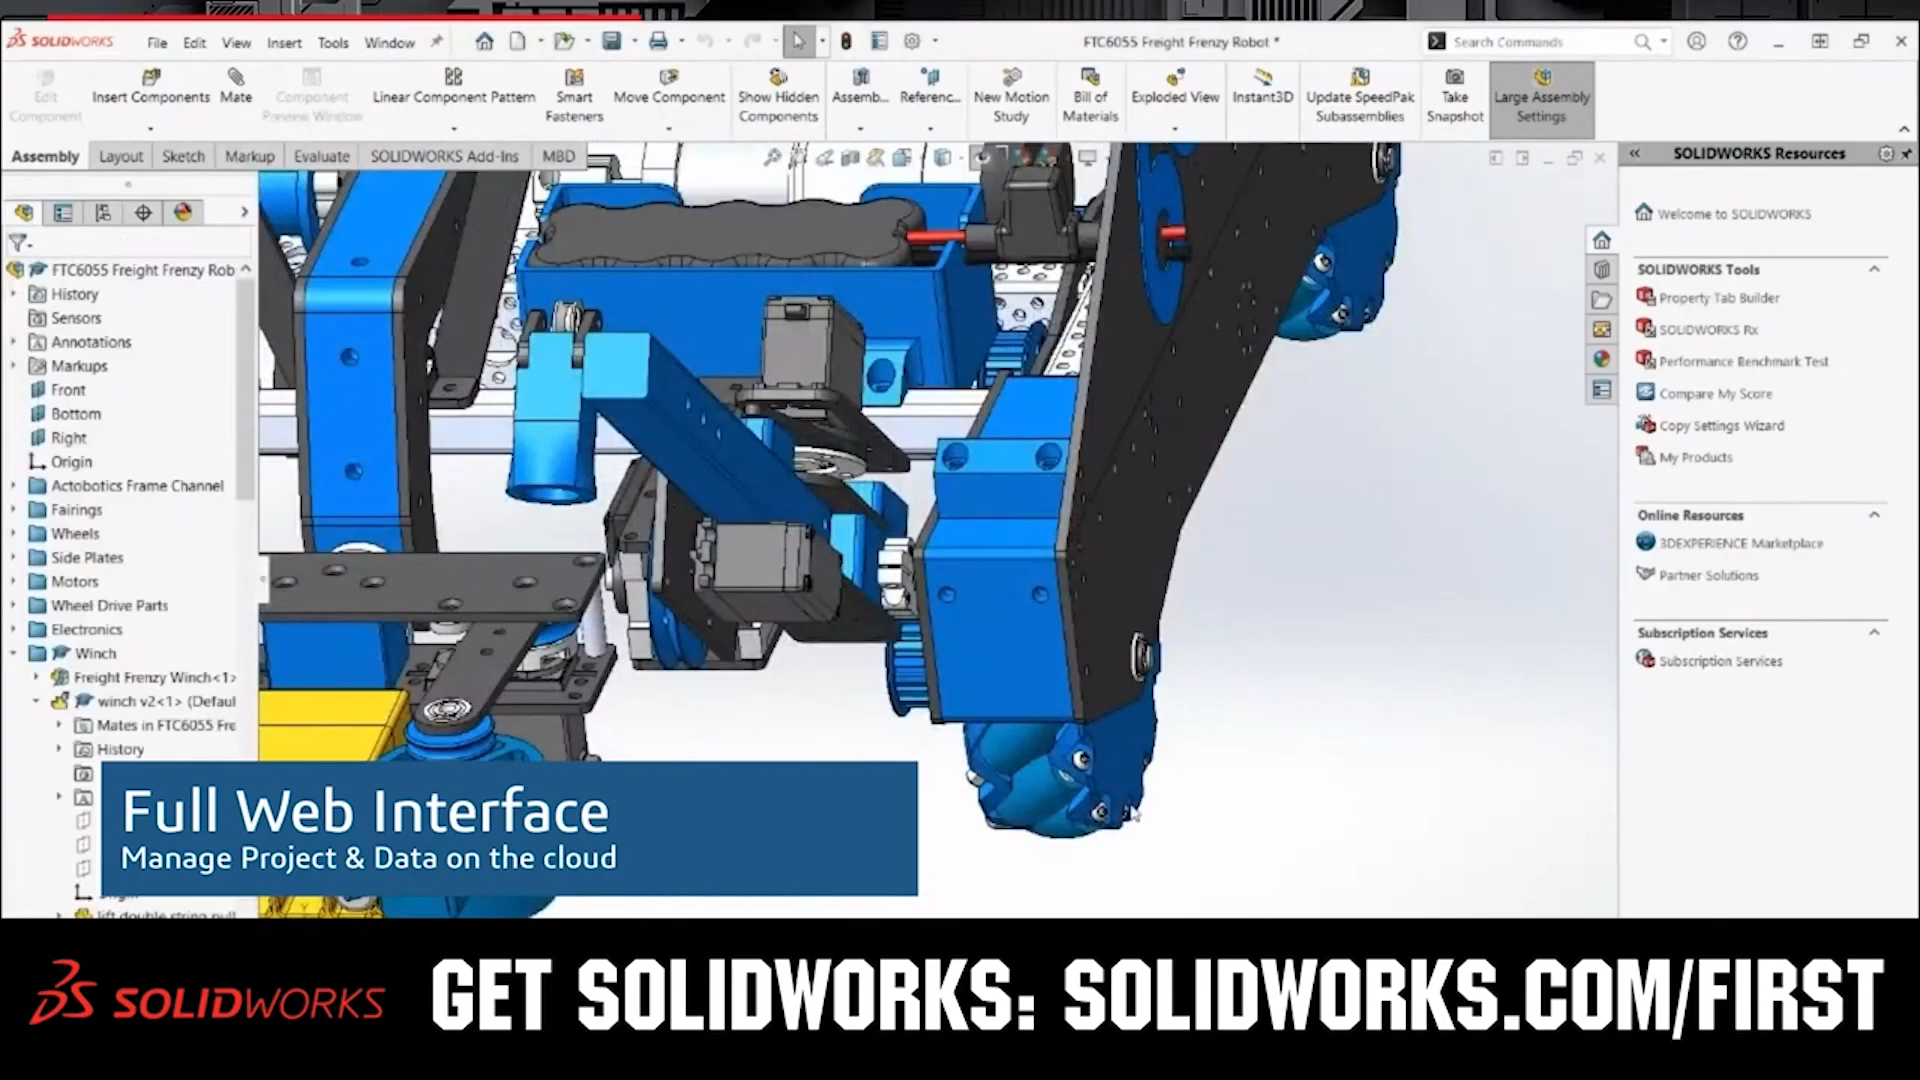 SOLIDWORKS File Edit View Insert Tools Window FTC6055 Freight Frenzy Robot * Search Commands
Edit Component
Insert Components
Mate
Component Preview Window
Linear Component Pattern
Smart Fasteners
Move Component
Show Hidden Components
Assemb...
Referenc...
New Motion Study
Bill of Materials
Exploded View
Instant3D
Update SpeedPak Subassemblies
Take Snapshot
Large Assembly Settings
Assembly Layout Sketch Markup Evaluate SOLIDWORKS Add-Ins MBD
FTC6055 Freight Frenzy Rob
History
Sensors
Annotations
Markups
Front
Bottom
Right
Origin
Actobotics Frame Channel
Fairings
Wheels
Side Plates
Motors
Wheel Drive Parts
Electronics
Winch
Freight Frenzy Winch<1>
winch v2<1> (Defaul
Mates in FTC6055 Fre
History
SOLIDWORKS Resources
Welcome to SOLIDWORKS
SOLIDWORKS Tools
Property Tab Builder
SOLIDWORKS Rx
Performance Benchmark Test
Compare My Score
Copy Settings Wizard
My Products
Online Resources
3DEXPERIENCE Marketplace
Partner Solutions
Subscription Services
Subscription Services
Full Web Interface
Manage Project & Data on the cloud
SOLIDWORKS GET SOLIDWORKS: SOLIDWORKS.COM/FIRST